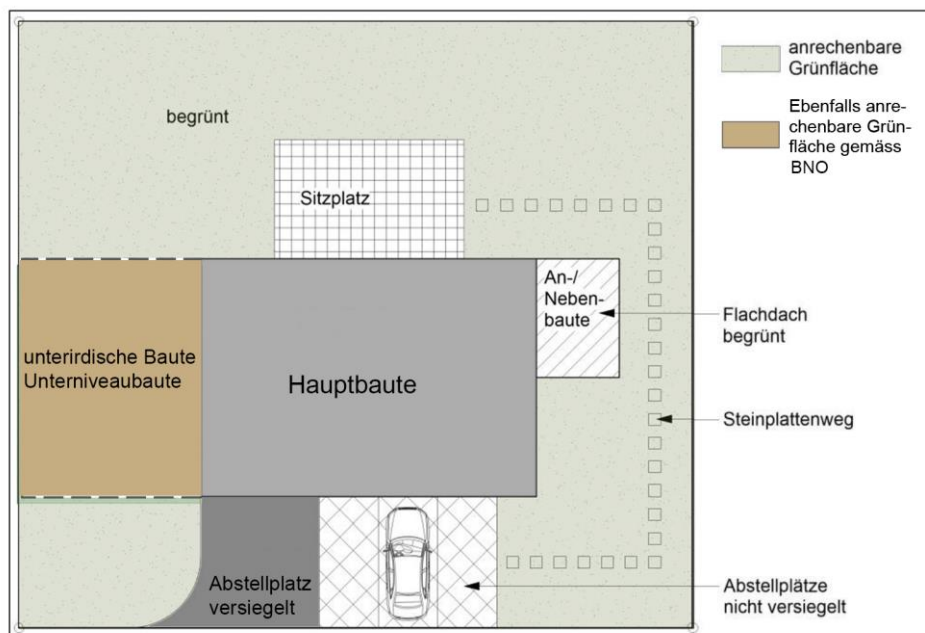 anrechenbare
Grünfläche
begrünt
Ebenfalls anre-
chenbare Grün-
fläche gemäss
BNO
Sitzplatz
An-/
Neben-
baute
Flachdach
begrünt
unterirdische Baute
Unterniveaubaute
Hauptbaute
Steinplattenweg
Abstellplatz
versiegelt
Abstellplätze
nicht versiegelt